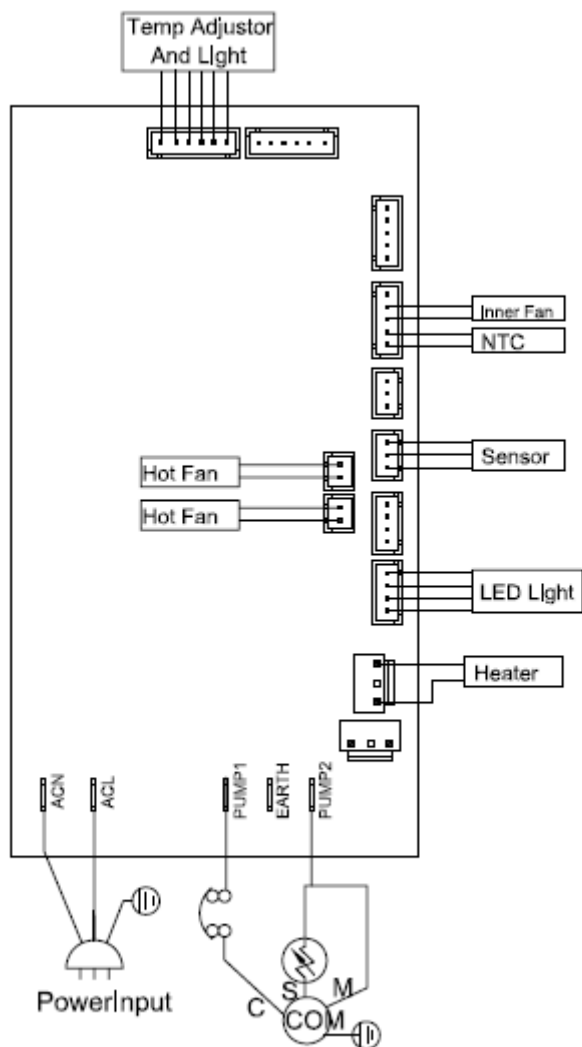 Temp Adjustor
And Light
Inner Fan
NTC
Hot Fan
Sensor
Hot Fan
LED Light
Heater
ACN
ACL
PUMP1
EARTH
PUMP2
S
M
C
COM
PowerInput